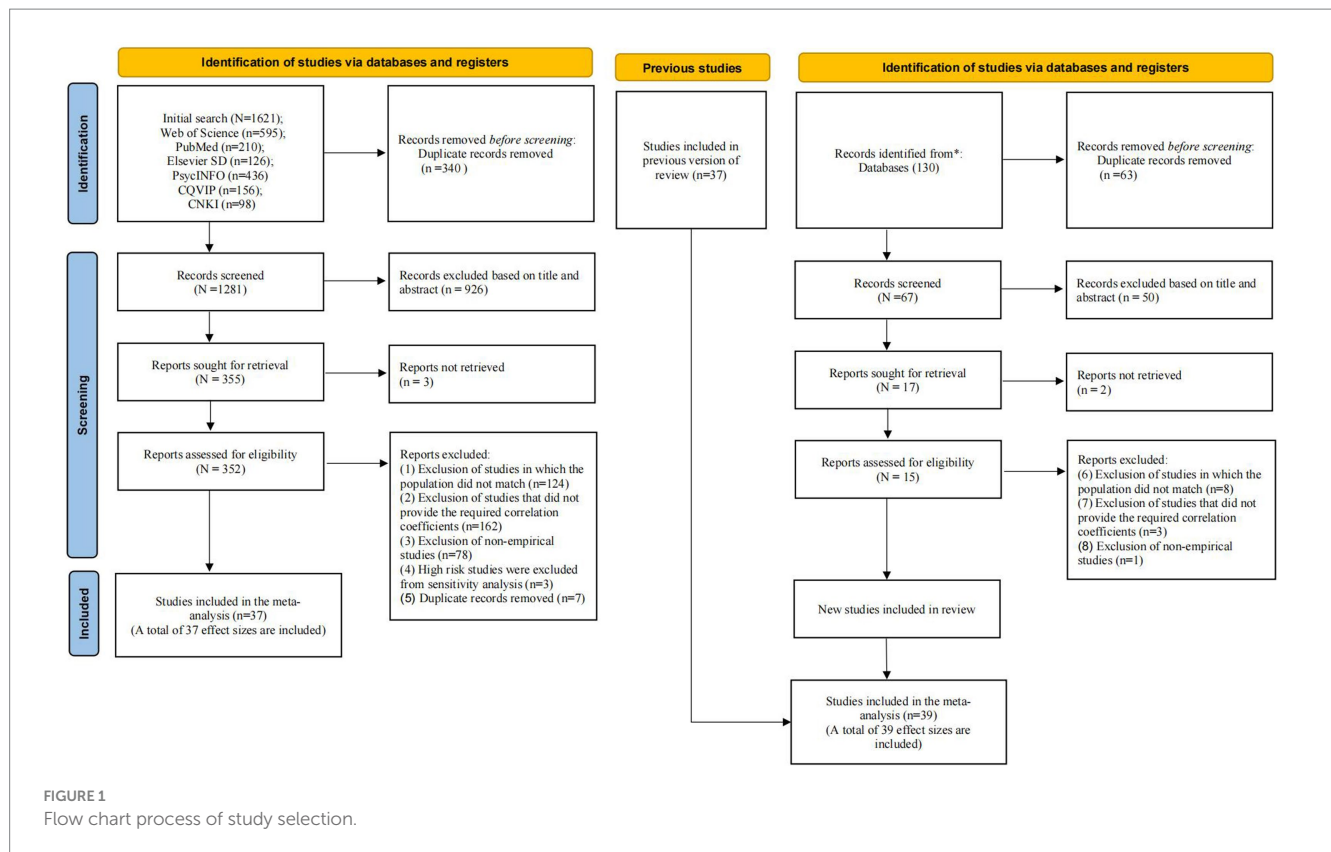 Identification of studies via databases and registers
Previous studies
Identification of studies via databases and registers
Identification
Screening
Included
Initial search (N=1621);
Web of Science (n=595);
PubMed (n=210);
Elsevier SD (n=126);
PsycINFO (n=436)
CQVIP (n=156);
CNKI (n=98)
Records removed before screening:
Duplicate records removed
(n =340 )
Records screened
(N =1281)
Records excluded based on title and
abstract (n = 926)
Reports sought for retrieval
(N = 355)
Reports not retrieved
(n = 3)
Reports assessed for eligibility
(N = 352)
Reports excluded:
(1) Exclusion of studies in which the
population did not match (n=124)
(2) Exclusion of studies that did not
provide the required correlation
coefficients (n=162)
(3) Exclusion of non-empirical
studies (n=78)
(4) High risk studies were excluded
from sensitivity analysis (n=3)
(5) Duplicate records removed (n=7)
Studies included in the meta-
analysis (n=37)
(A total of 37 effect sizes are included)
Studies included in
previous version of
review (n=37)
Records identified from*:
Databases (130)
Records removed before screening:
Duplicate records removed
(n =63)
Records screened
(N =67)
Records excluded based on title and
abstract (n = 50)
Reports sought for retrieval
(N = 17)
Reports not retrieved
(n = 2)
Reports assessed for eligibility
(N = 15)
Reports excluded:
(6) Exclusion of studies in which the
population did not match (n=8)
(7) Exclusion of studies that did not
provide the required correlation
coefficients (n=3)
(8) Exclusion of non-empirical
studies (n=1)
New studies included in review
Studies included in the meta-
analysis (n=39)
(A total of 39 effect sizes are
included)
FIGURE 1
Flow chart process of study selection.